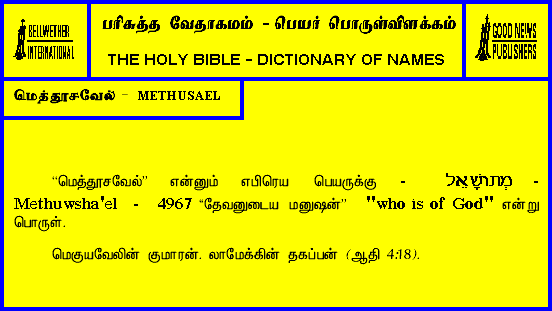 BELLWETHER
INTERNATIONAL
பரிசுத்த வேதாகமம் - பெயர் பொருள்விளக்கம்
THE HOLY BIBLE - DICTIONARY OF NAMES
GOOD NEWS
PUBLISHERS
மெத்தூசவேல் - METHUSAEL
“மெத்தூசவேல்” என்னும் எபிரெய பெயருக்கு - מְתוּשָׁאֵל -
Methuwsha'el - 4967 “தேவனுடைய மனுஷன்” "who is of God" என்று
பொருள்.
மெகுயவேலின் குமாரன். லாமேக்கின் தகப்பன் (ஆதி 4:18).